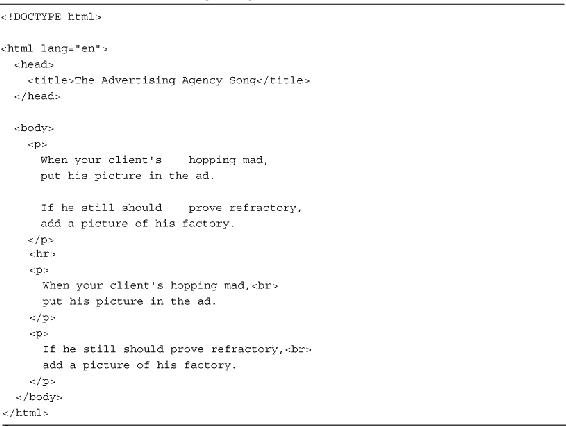 <!DOCTYPE html>
<html lang="en">
  <head>
    <title>The Advertising Agency Song</title>
  </head>
  <body>
    <p>
      When your client's    hopping mad,
      put his picture in the ad.
      If he still should    prove refractory,
      add a picture of his factory.
    </p>
    <hr>
    <p>
      When your client's hopping mad,<br>
      put his picture in the ad.
    </p>
    <p>
      If he still should prove refractory,<br>
      add a picture of his factory.
    </p>
  </body>
</html>